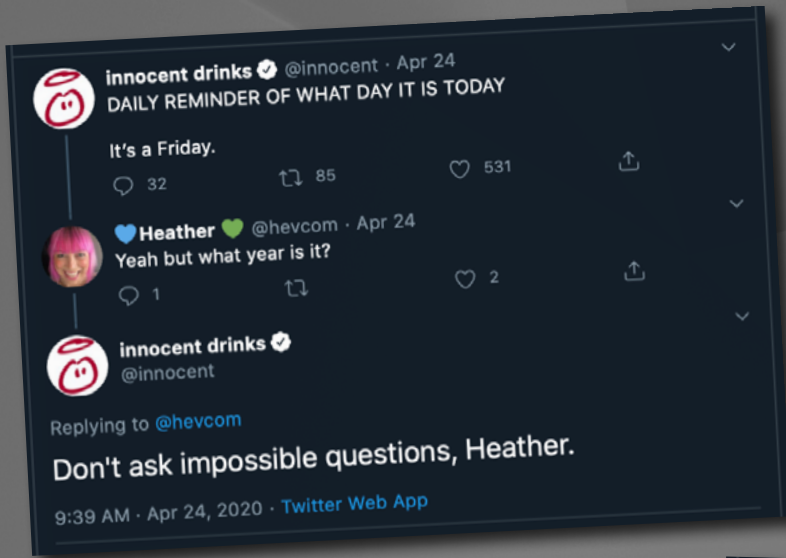 innocent drinks @innocent · Apr 24
DAILY REMINDER OF WHAT DAY IT IS TODAY
It's a Friday.
32 85 531
💙Heather 💚 @hevcom · Apr 24
Yeah but what year is it?
1 2
innocent drinks
@innocent
Replying to @hevcom
Don't ask impossible questions, Heather.
9:39 AM · Apr 24, 2020 · Twitter Web App